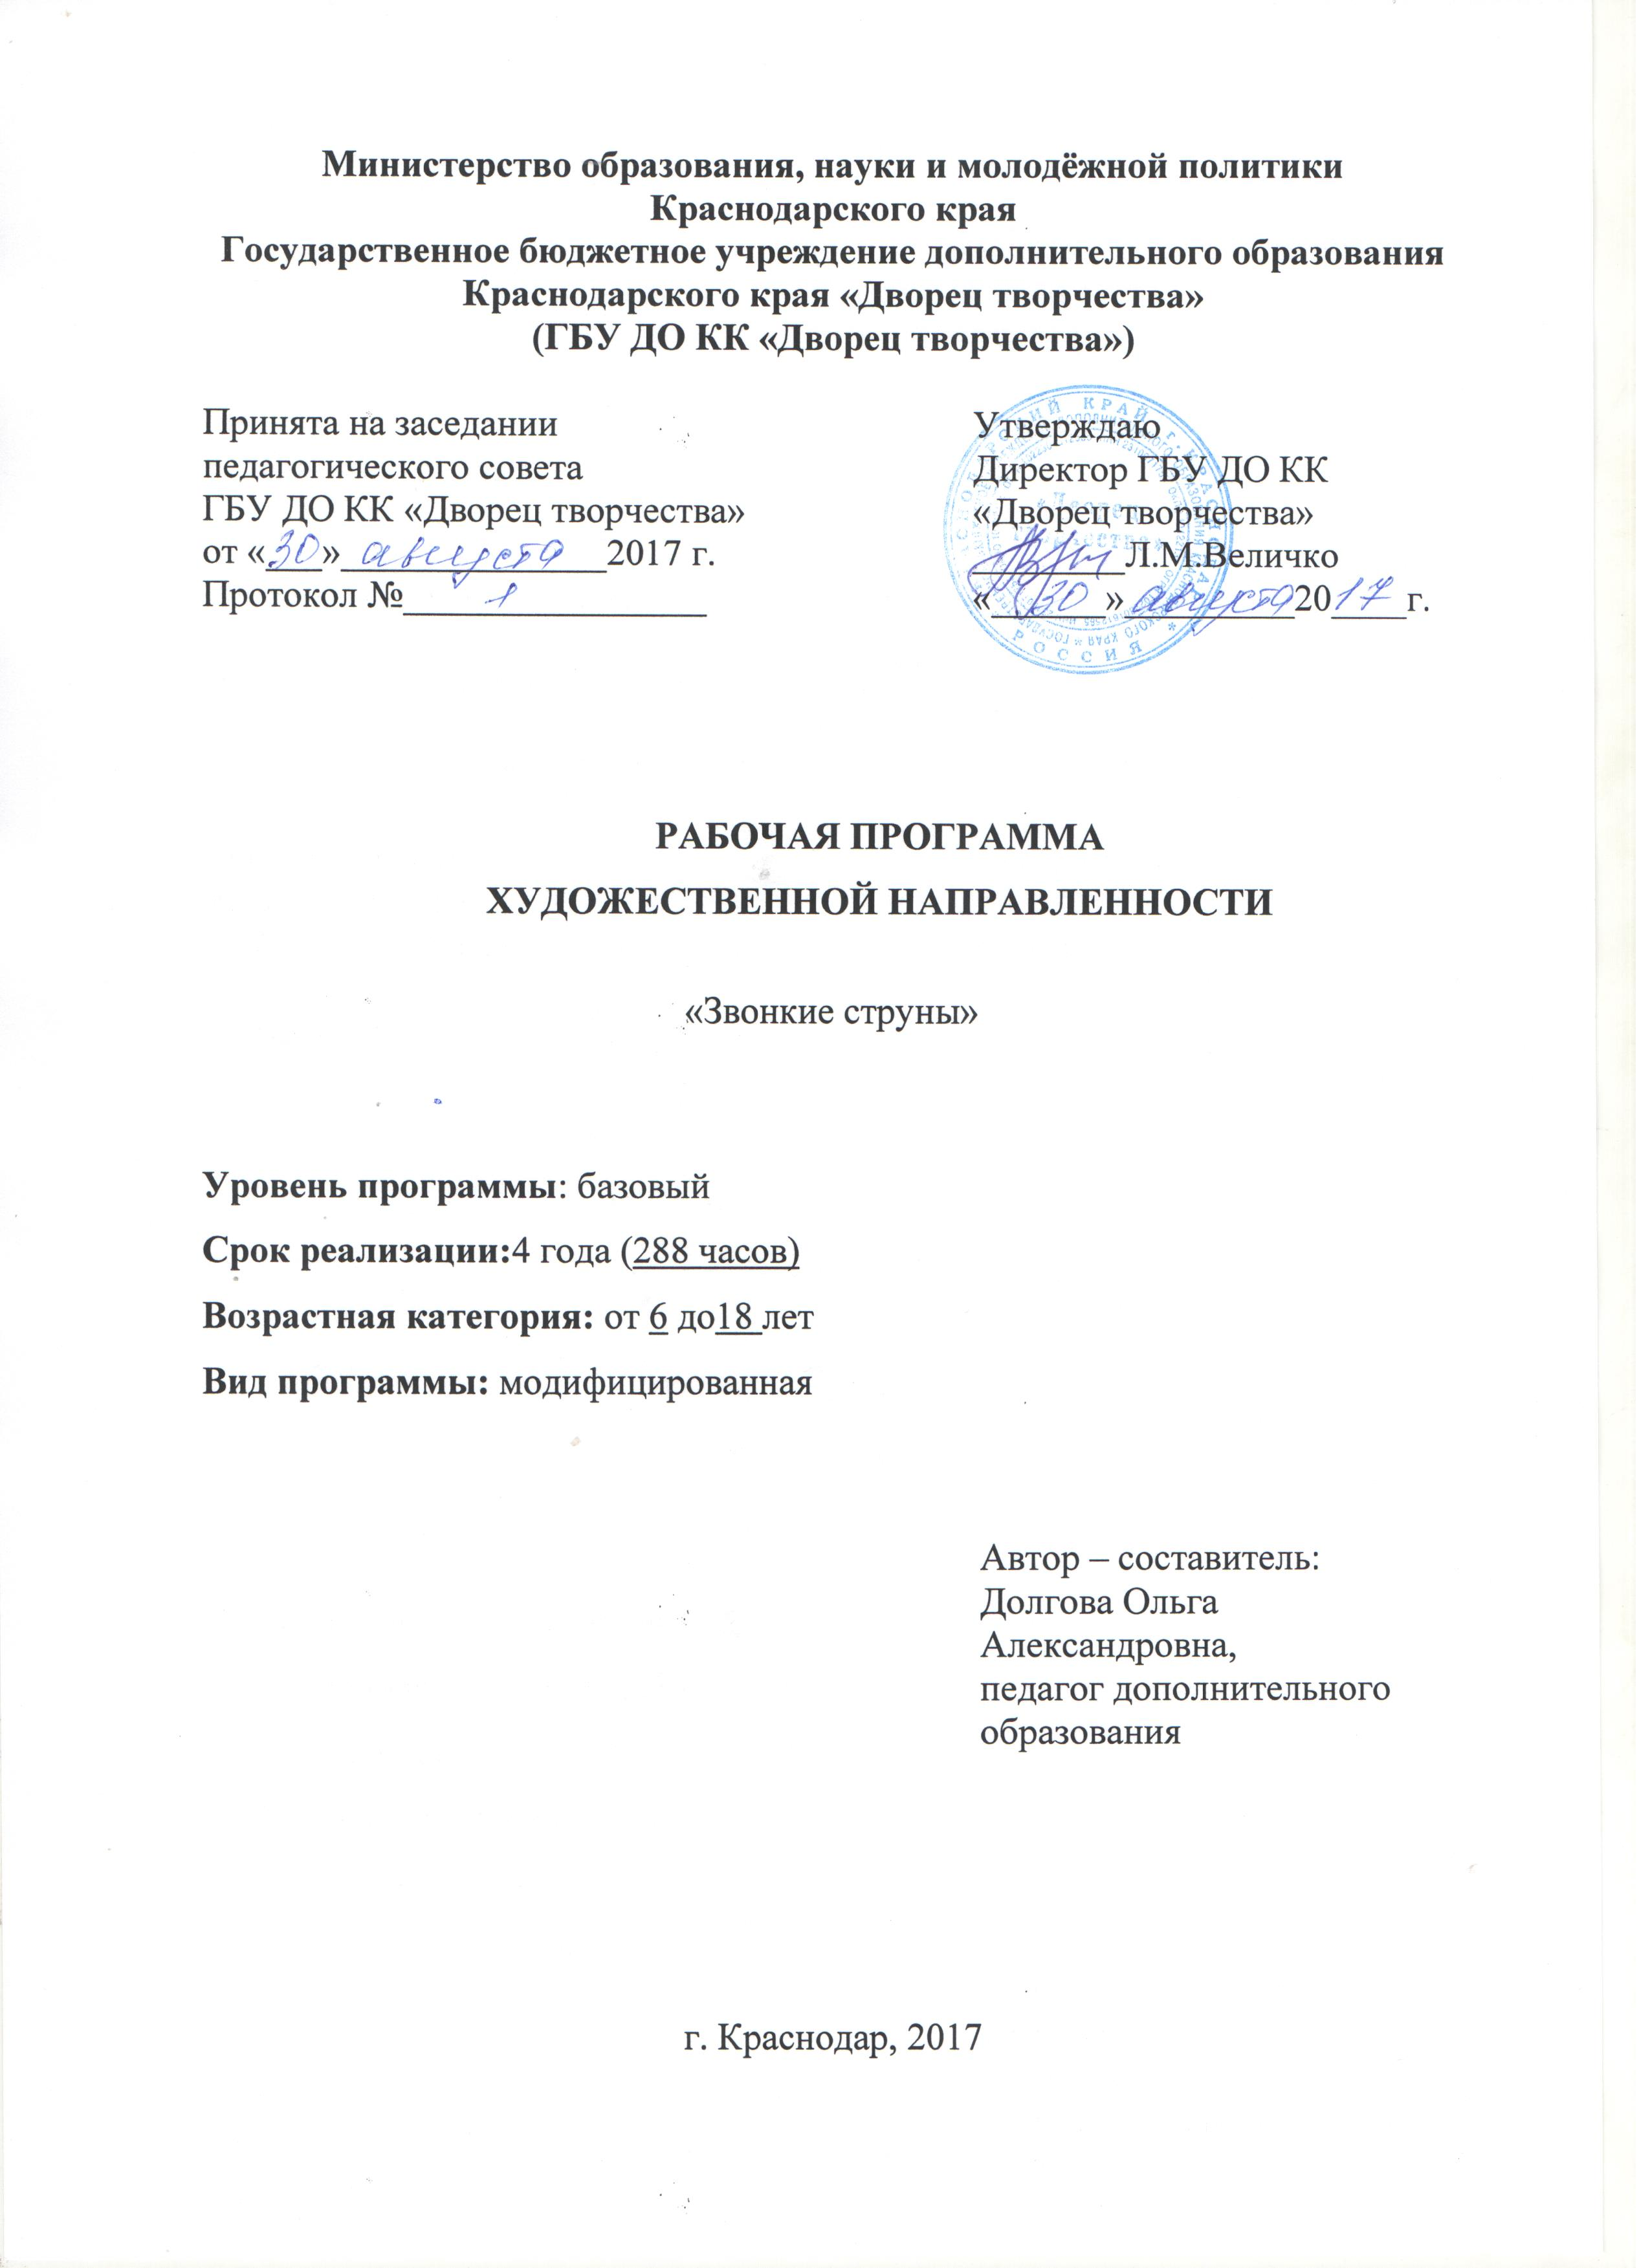 Министерство образования, науки и молодёжной политики
Краснодарского края
Государственное бюджетное учреждение дополнительного образования
Краснодарского края «Дворец творчества»
(ГБУ ДО КК «Дворец творчества»)
Принята на заседании
педагогического совета
ГБУ ДО КК «Дворец творчества»
от «30» августа 2017 г.
Протокол № 1
Утверждаю
Директор ГБУ ДО КК
«Дворец творчества»
Л.М.Величко
«30» августа 2017 г.
КРАЙ г.
РОССИЯ
РАБОЧАЯ ПРОГРАММА
ХУДОЖЕСТВЕННОЙ НАПРАВЛЕННОСТИ
«Звонкие струны»
Уровень программы: базовый
Срок реализации:4 года (288 часов)
Возрастная категория: от 6 до18 лет
Вид программы: модифицированная
Автор – составитель:
Долгова Ольга
Александровна,
педагог дополнительного
образования
г. Краснодар, 2017